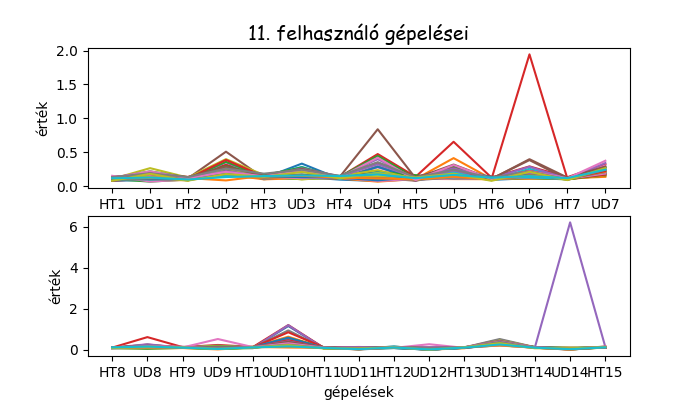 11. felhasználó gépelései
2.0
1.5
1.0
0.5
0.0
érték
HT1 UD1 HT2 UD2 HT3 UD3 HT4 UD4 HT5 UD5 HT6 UD6 HT7 UD7
6
4
2
0
érték
HT8 UD8 HT9 UD9 HT10 UD10 HT11 UD11 HT12 UD12 HT13 UD13 HT14 UD14 HT15
gépelések